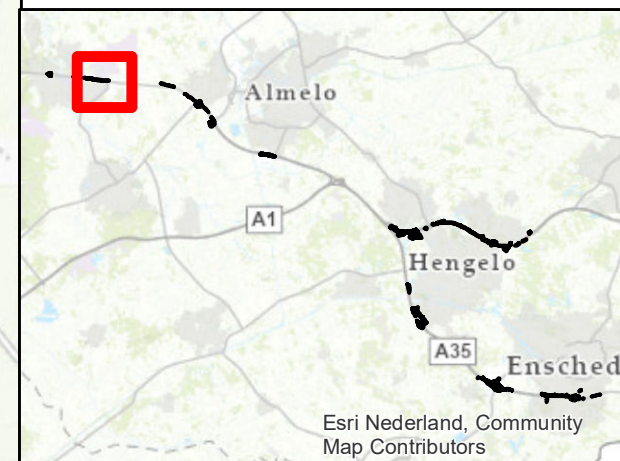 Almelo
A1
Hengelo
A35
Ensched
Esri Nederland, Community
Map Contributors